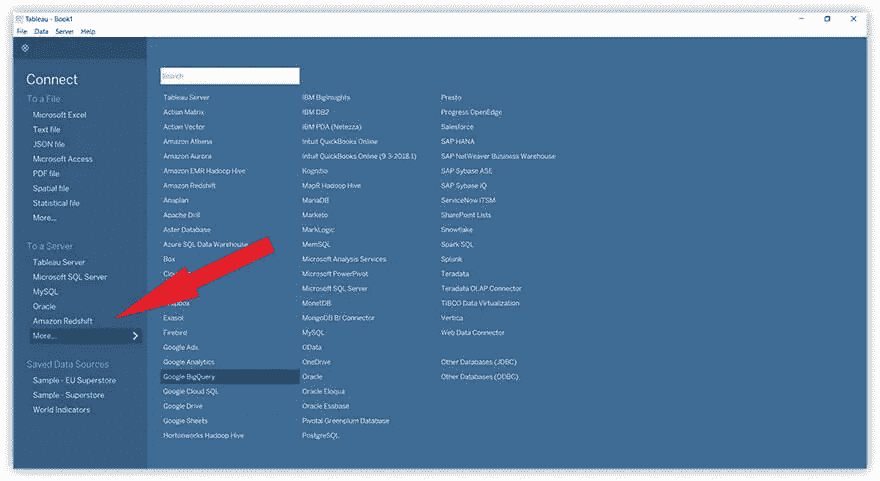 Tableau - Book1
File Data Server Help
Connect
To a File
Microsoft Excel
Text file
JSON file
Microsoft Access
PDF file
Spatial file
Statistical file
More...
To a Server
Tableau Server
Microsoft SQL Server
MySQL
Oracle
Amazon Redshift
More...
Saved Data Sources
Sample - EU Superstore
Sample - Superstore
World Indicators
Search
Tableau Server
Actian Matrix
Actian Vector
Amazon Athena
Amazon Aurora
Amazon EMR Hadoop Hive
Amazon Redshift
Anaplan
Apache Drill
Aster Database
Azure SQL Data Warehouse
Box
Exasol
Firebird
Google Ads
Google Analytics
Google BigQuery
Google Cloud SQL
Google Drive
Google Sheets
Hortonworks Hadoop Hive
IBM BigInsights
IBM DB2
IBM PDA (Netezza)
Intuit QuickBooks Online
Intuit QuickBooks Online (9.3-2018.1)
Kognitio
MapR Hadoop Hive
MariaDB
Marketo
MarkLogic
MemSQL
Microsoft Analysis Services
Microsoft PowerPivot
Microsoft SQL Server
MonetDB
MongoDB BI Connector
MySQL
OData
OneDrive
Oracle
Oracle Eloqua
Oracle Essbase
Pivotal Greenplum Database
PostgreSQL
Presto
Progress OpenEdge
Salesforce
SAP HANA
SAP NetWeaver Business Warehouse
SAP Sybase ASE
SAP Sybase IQ
ServiceNow ITSM
SharePoint Lists
Snowflake
Spark SQL
Splunk
Teradata
Teradata OLAP Connector
TIBCO Data Virtualization
Vertica
Web Data Connector
Other Databases (JDBC)
Other Databases (ODBC)